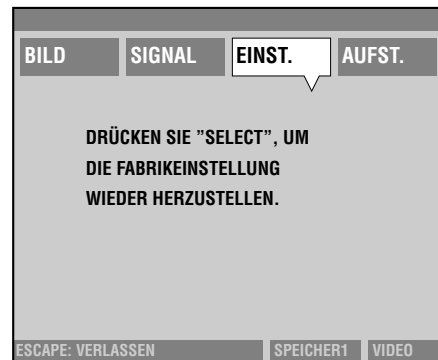 BILD SIGNAL EINST. AUFST.
DRÜCKEN SIE ”SELECT”, UM
DIE FABRIKEINSTELLUNG
WIEDER HERZUSTELLEN.
ESCAPE: VERLASSEN SPEICHER1 VIDEO